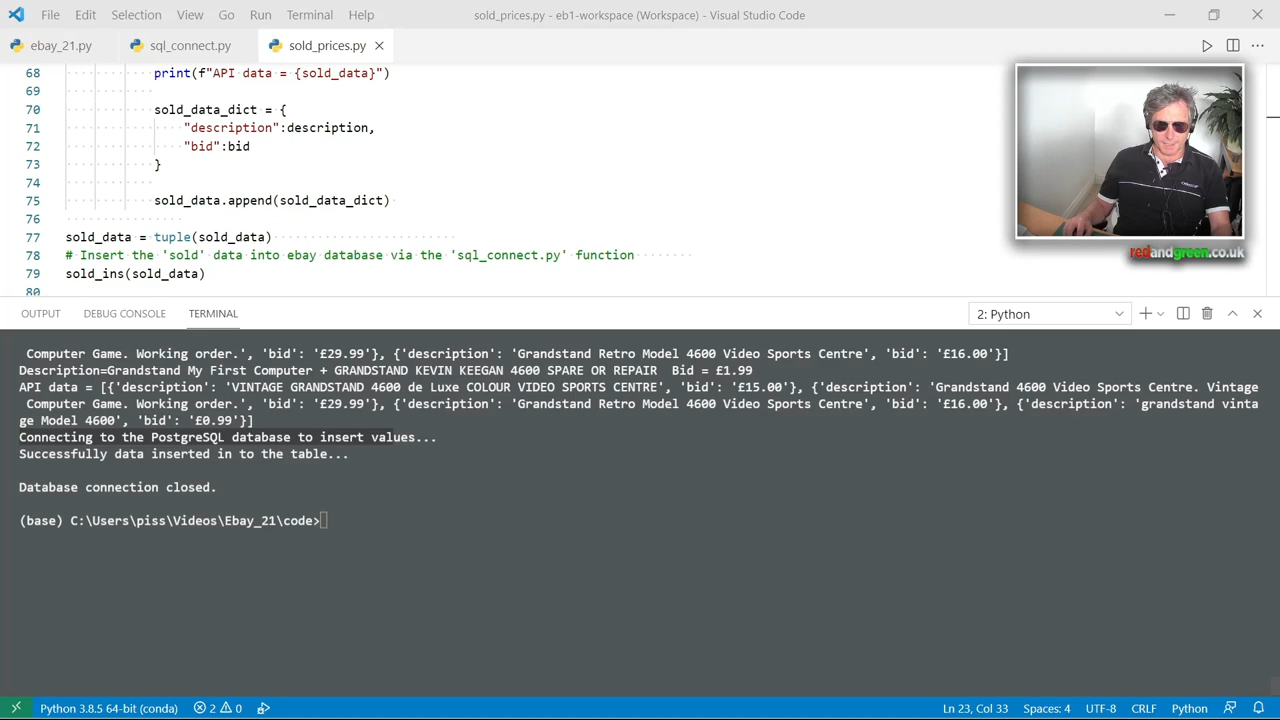 File Edit Selection View Go Run Terminal Help sold_prices.py - eb1-workspace (Workspace) - Visual Studio Code
ebay_21.py sql_connect.py sold_prices.py
68 print(f"API data = {sold_data}")
69
70 sold_data_dict = {
71 "description":description,
72 "bid":bid
73 }
74
75 sold_data.append(sold_data_dict)
76
77 sold_data = tuple(sold_data)
78 # Insert the 'sold' data into ebay database via the 'sql_connect.py' function
79 sold_ins(sold_data)
80
redandgreen.co.uk
OUTPUT DEBUG CONSOLE TERMINAL 2: Python
Computer Game. Working order.', 'bid': '£29.99'}, {'description': 'Grandstand Retro Model 4600 Video Sports Centre', 'bid': '£16.00'}]
Description=Grandstand My First Computer + GRANDSTAND KEVIN KEEGAN 4600 SPARE OR REPAIR  Bid = £1.99
API data = [{'description': 'VINTAGE GRANDSTAND 4600 de Luxe COLOUR VIDEO SPORTS CENTRE', 'bid': '£15.00'}, {'description': 'Grandstand 4600 Video Sports Centre. Vintage
Computer Game. Working order.', 'bid': '£29.99'}, {'description': 'Grandstand Retro Model 4600 Video Sports Centre', 'bid': '£16.00'}, {'description': 'grandstand vinta
ge Model 4600', 'bid': '£0.99'}]
Connecting to the PostgreSQL database to insert values...
Successfully data inserted in to the table...
Database connection closed.
(base) C:\Users\piss\Videos\Ebay_21\code>
Python 3.8.5 64-bit (conda) 2 0 Ln 23, Col 33 Spaces: 4 UTF-8 CRLF Python